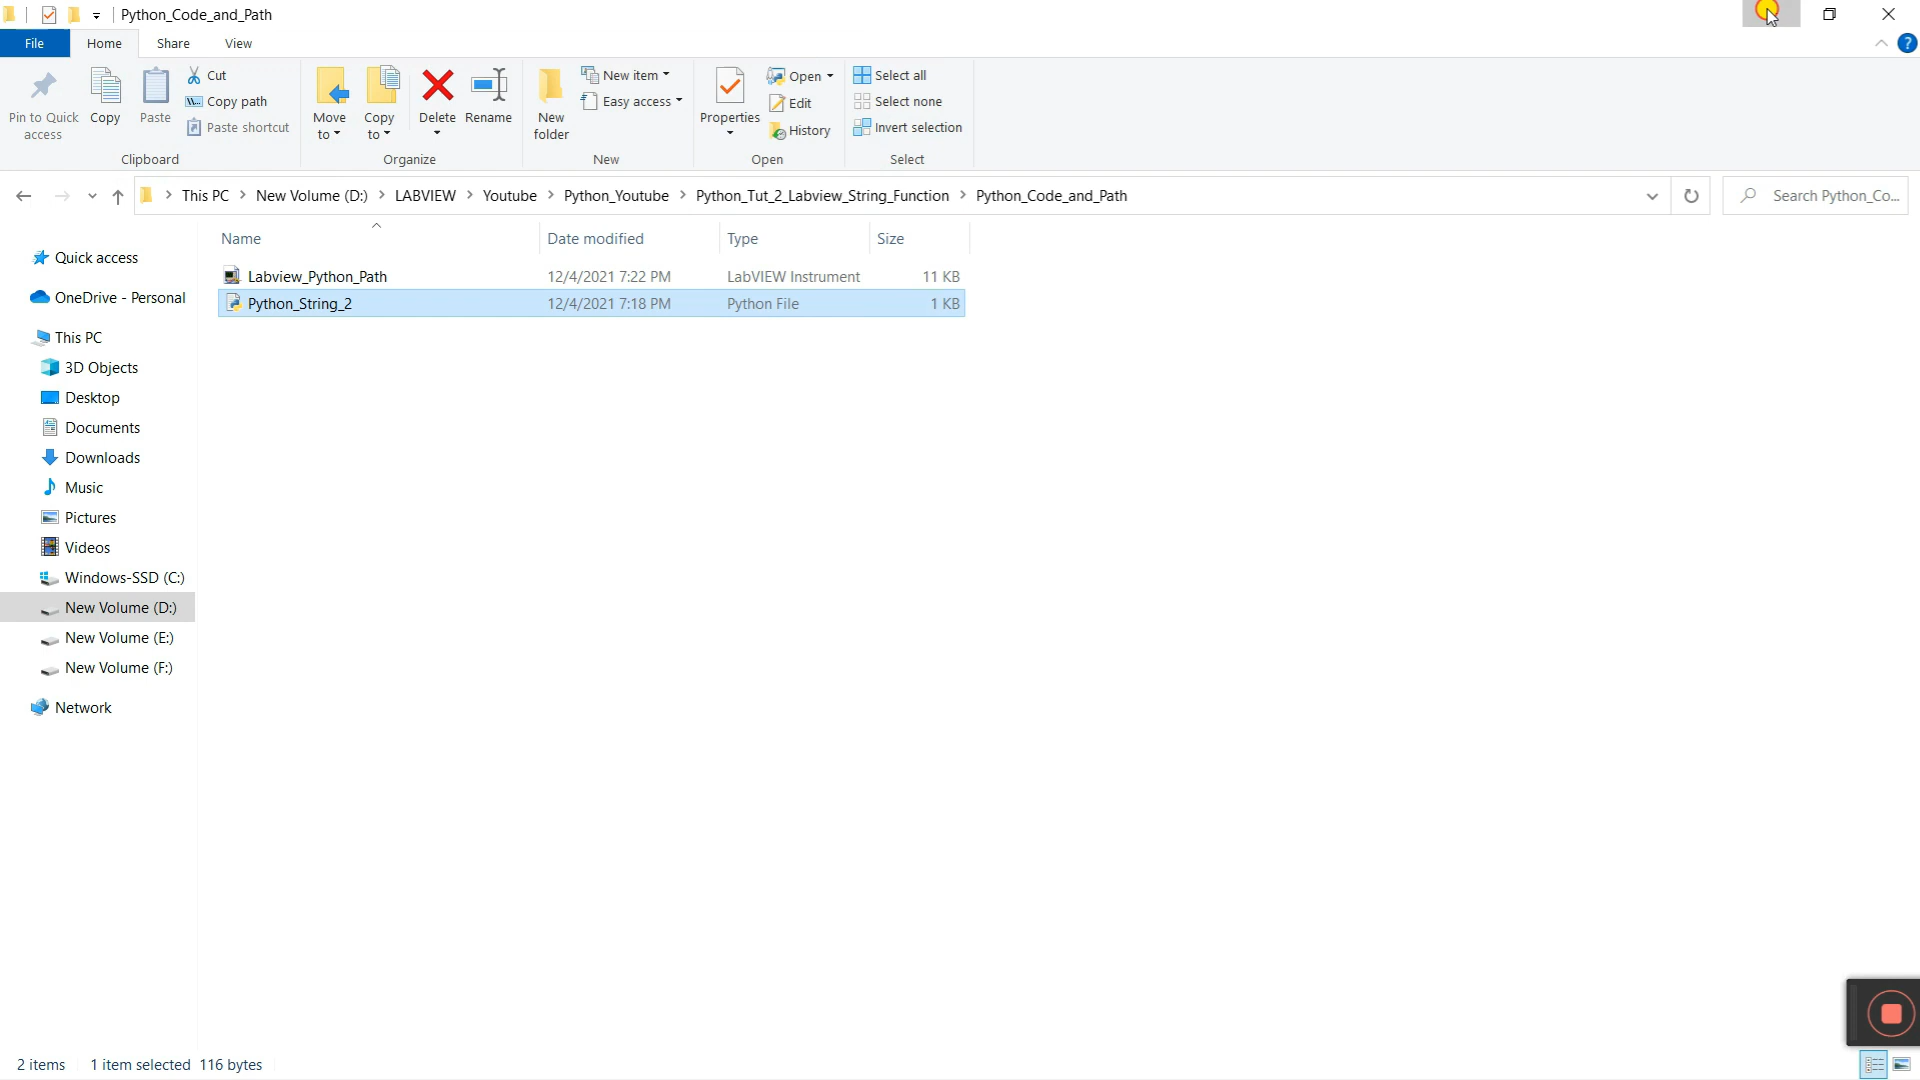 Python_Code_and_Path
File Home Share View
Pin to Quick access
Copy
Paste
Cut
Copy path
Paste shortcut
Clipboard
Move to
Copy to
Delete
Rename
Organize
New folder
New item
Easy access
New
Properties
Open
Edit
History
Open
Select all
Select none
Invert selection
Select
This PC > New Volume (D:) > LABVIEW > Youtube > Python_Youtube > Python_Tut_2_Labview_String_Function > Python_Code_and_Path
Search Python_Co...
Name Date modified Type Size
Labview_Python_Path 12/4/2021 7:22 PM LabVIEW Instrument 11 KB
Python_String_2 12/4/2021 7:18 PM Python File 1 KB
Quick access
OneDrive - Personal
This PC
3D Objects
Desktop
Documents
Downloads
Music
Pictures
Videos
Windows-SSD (C:)
New Volume (D:)
New Volume (E:)
New Volume (F:)
Network
2 items 1 item selected 116 bytes